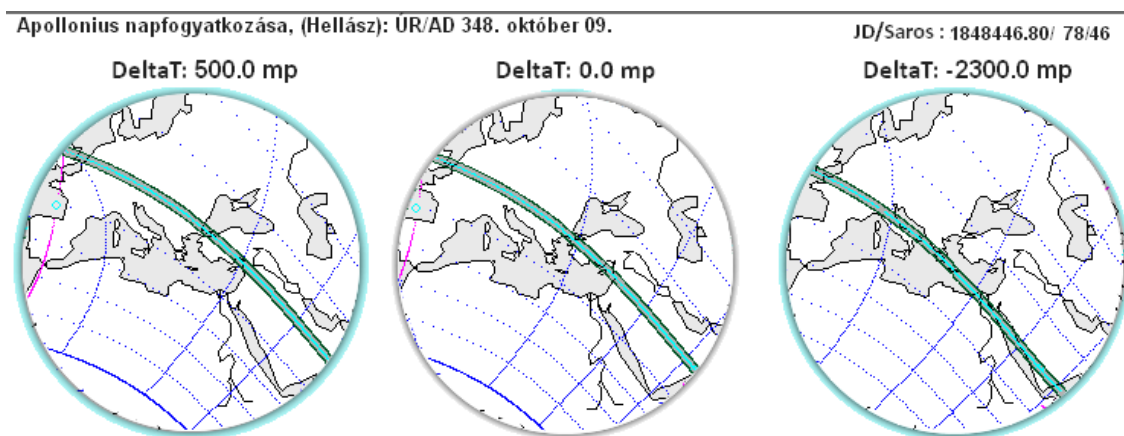 Apollonius napfogyatkozása, (Hellász): ÚR/AD 348. október 09.
JD/Saros : 1848446.80/ 78/46
DeltaT: 500.0 mp
DeltaT: 0.0 mp
DeltaT: -2300.0 mp